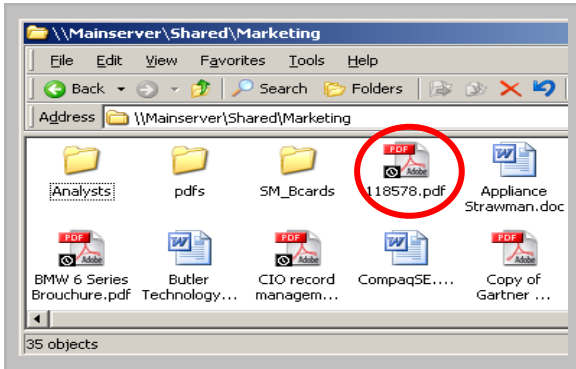 \\Mainserver\Shared\Marketing
File Edit View Favorites Tools Help
Back Search Folders
Address \\Mainserver\Shared\Marketing
PDF Adobe W
Analysts pdfs SM_Bcards 118578.pdf Appliance
Strawman.doc
PDF Adobe W PDF Adobe W PDF Adobe
BMW 6 Series Butler CIO record CompaqSE.... Copy of
Brouchure.pdf Technology... managem... Gartner ...
35 objects